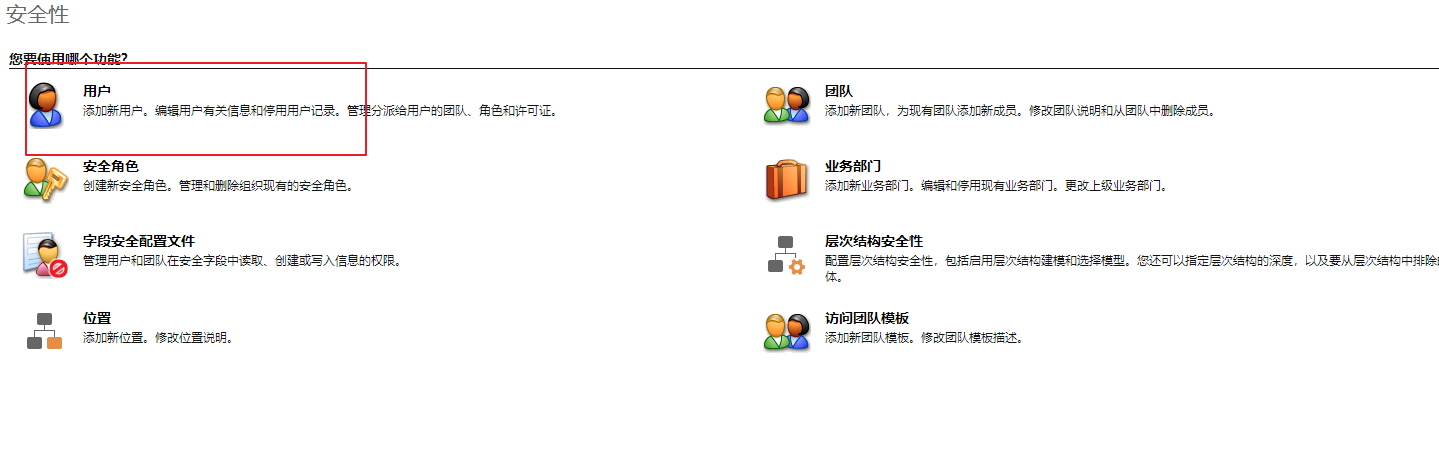 安全性
您要使用哪个功能?
用户
添加新用户。编辑用户有关信息和停用用户记录。管理分派给用户的团队、角色和许可证。
团队
添加新团队，为现有团队添加新成员。修改团队说明和从团队中删除成员。
安全角色
创建新安全角色。管理和删除组织现有的安全角色。
业务部门
添加新业务部门。编辑和停用现有业务部门。更改上级业务部门。
字段安全配置文件
管理用户和团队在安全字段中读取、创建或写入信息的权限。
层次结构安全性
配置层次结构安全性，包括启用层次结构建模和选择模型。您还可以指定层次结构的深度，以及要从层次结构中排除的
体。
位置
添加新位置。修改位置说明。
访问团队模板
添加新团队模板。修改团队模板描述。